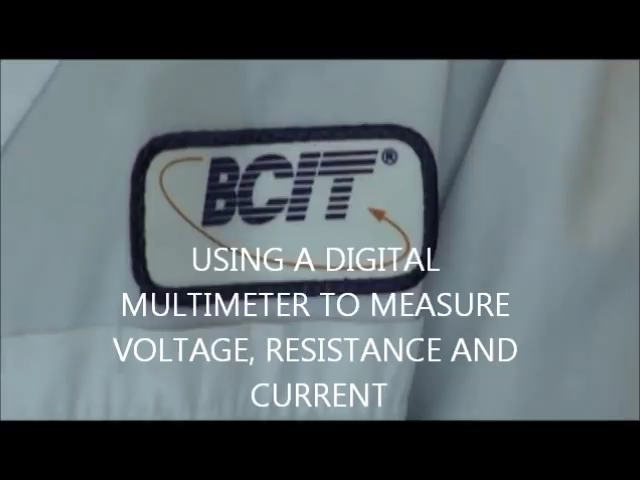 BCIT®
USING A DIGITAL
MULTIMETER TO MEASURE
VOLTAGE, RESISTANCE AND
CURRENT